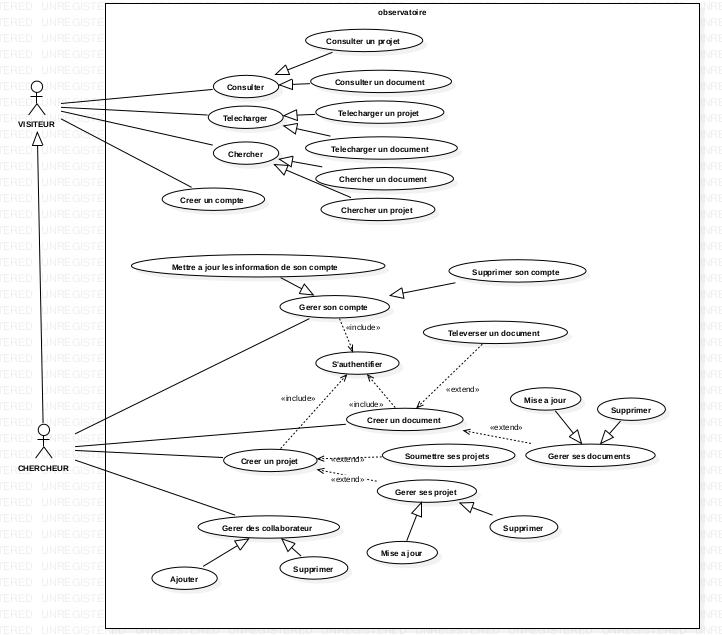 observatoire
Consulter un projet
Consulter
Consulter un document
Telecharger
Telecharger un projet
VISITEUR
Telecharger un document
Chercher
Chercher un document
Creer un compte
Chercher un projet
Mettre a jour les information de son compte
Supprimer son compte
Gerer son compte
«include»
Televerser un document
S'authentifier
«extend»
«include»
«include»
Mise a jour
Supprimer
Creer un document
«extend»
CHERCHEUR
Creer un projet
«extend»
Soumettre ses projets
Gerer ses documents
«extend»
Gerer ses projet
Gerer des collaborateur
Supprimer
Mise a jour
Supprimer
Ajouter